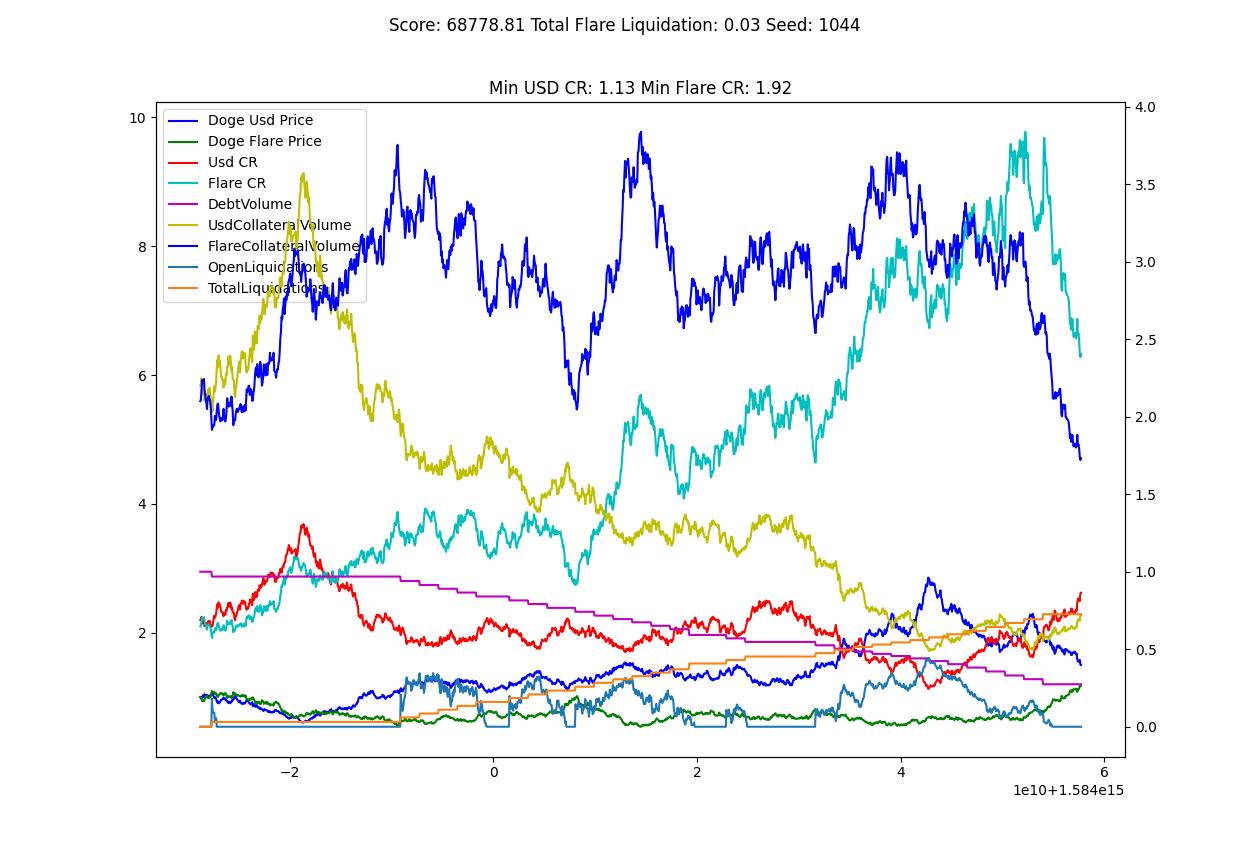 Score: 68778.81 Total Flare Liquidation: 0.03 Seed: 1044
Min USD CR: 1.13 Min Flare CR: 1.92
Doge Usd Price
Doge Flare Price
Usd CR
Flare CR
DebtVolume
UsdCollateralVolume
FlareCollateralVolume
OpenLiquidations
TotalLiquidations
10
8
6
4
2
4.0
3.5
3.0
2.5
2.0
1.5
1.0
0.5
0.0
−2
0
2
4
6
1e10+1.584e15